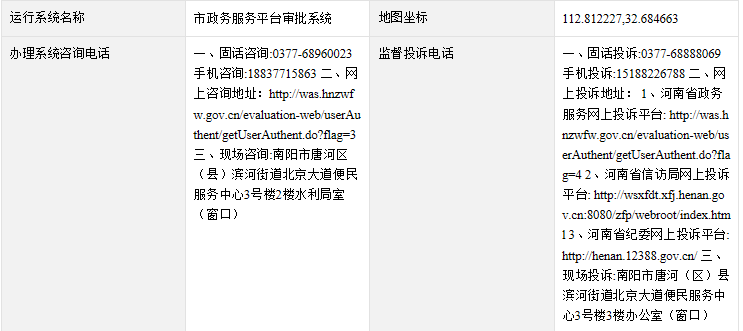 运行系统名称
市政务服务平台审批系统
地图坐标
112.812227,32.684663
办理系统咨询电话
一、固话咨询:0377-68960023
手机咨询:18837715863 二、网
上咨询地址：http://was.hnzwf
w.gov.cn/evaluation-web/userAu
thent/getUserAuthent.do?flag=3
三、现场咨询:南阳市唐河区
（县）滨河街道北京大道便民
服务中心3号楼2楼水利局室
（窗口）
监督投诉电话
一、固话投诉:0377-68888069
手机投诉:15188226788 二、网
上投诉地址： 1、河南省政务
服务网上投诉平台: http://was.h
nzwfw.gov.cn/evaluation-web/us
erAuthent/getUserAuthent.do?fl
ag=4 2、河南省信访局网上投诉
平台: http://wsxfdt.xfj.henan.go
v.cn:8080/zfp/webroot/index.htm
l 3、河南省纪委网上投诉平台:
http://henan.12388.gov.cn/ 三、
现场投诉:南阳市唐河（区）县
滨河街道北京大道便民服务中
心3号楼3楼办公室（窗口）